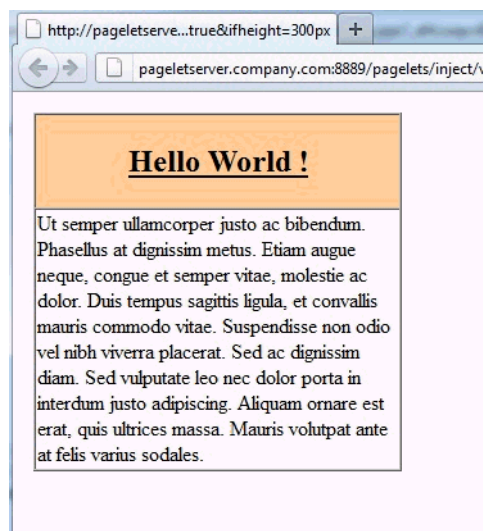 http://pageletserve...true&ifheight=300px
pageletserver.company.com:8889/pagelets/inject/v
Hello World !
Ut semper ullamcorper justo ac bibendum.
Phasellus at dignissim metus. Etiam augue
neque, congue et semper vitae, molestie ac
dolor. Duis tempus sagittis ligula, et convallis
mauris commodo vitae. Suspendisse non odio
vel nibh viverra placerat. Sed ac dignissim
diam. Sed vulputate leo nec dolor porta in
interdum justo adipiscing. Aliquam ornare est
erat, quis ultrices massa. Mauris volutpat ante
at felis varius sodales.